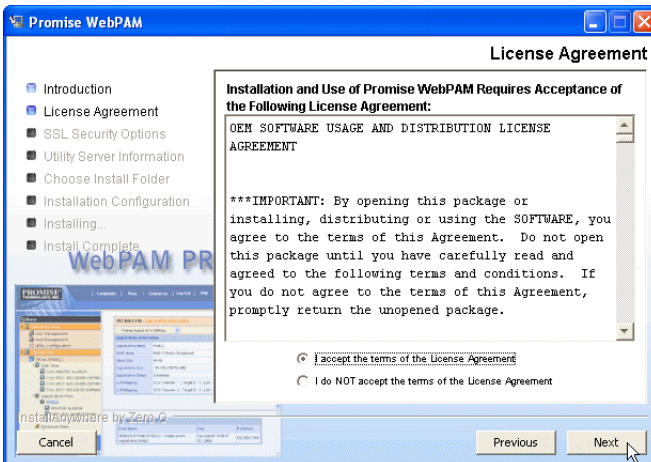 Promise WebPAM
License Agreement
Introduction
License Agreement
SSL Security Options
Utility Server Information
Choose Install Folder
Installation Configuration
Installing...
Install Complete
WebPAM PR
PROMISE
Installation and Use of Promise WebPAM Requires Acceptance of
the Following License Agreement:
OEM SOFTWARE USAGE AND DISTRIBUTION LICENSE
AGREEMENT
***IMPORTANT: By opening this package or
installing, distributing or using the SOFTWARE, you
agree to the terms of this Agreement. Do not open
this package until you have carefully read and
agreed to the following terms and conditions. If
you do not agree to the terms of this Agreement,
promptly return the unopened package.
I accept the terms of the License Agreement
I do NOT accept the terms of the License Agreement
InstallAnywhere by Zero G
Cancel
Previous
Next